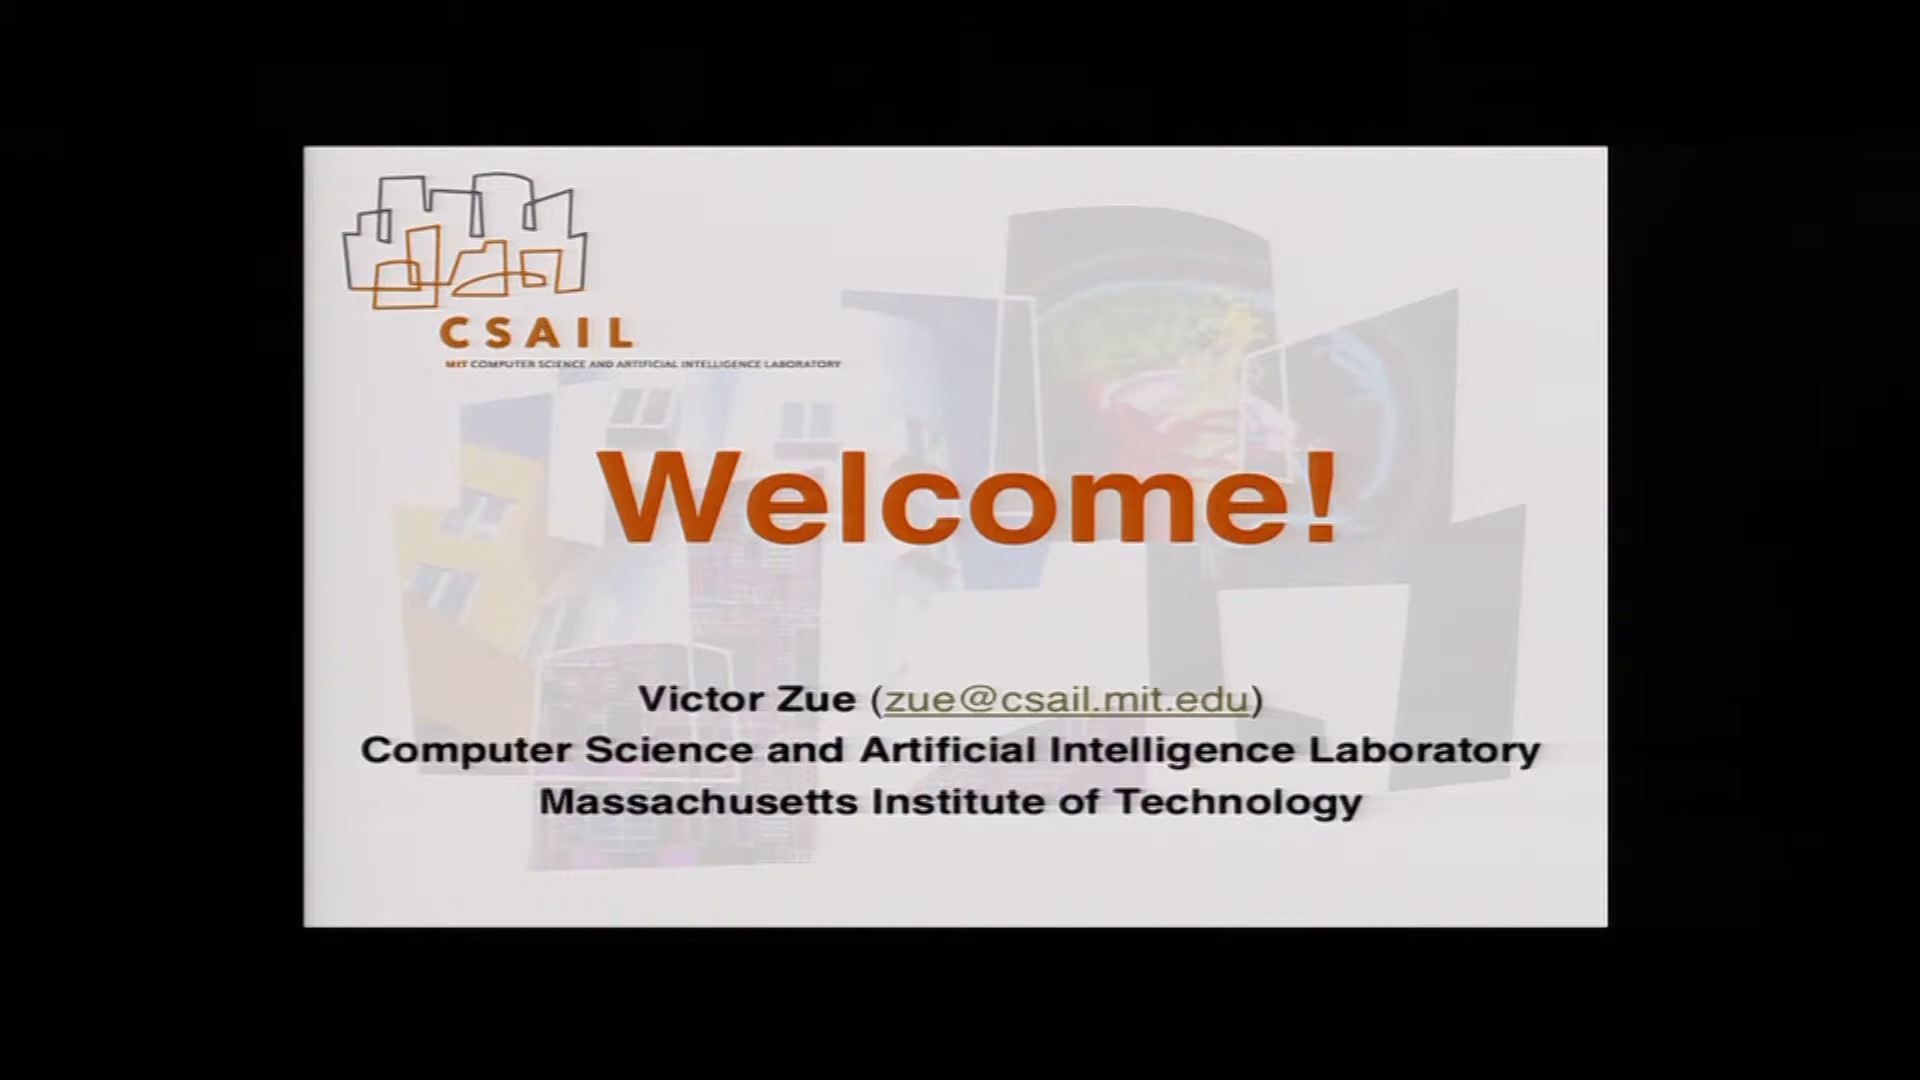 CSAIL
MIT COMPUTER SCIENCE AND ARTIFICIAL INTELLIGENCE LABORATORY
Welcome!
Victor Zue (zue@csail.mit.edu)
Computer Science and Artificial Intelligence Laboratory
Massachusetts Institute of Technology